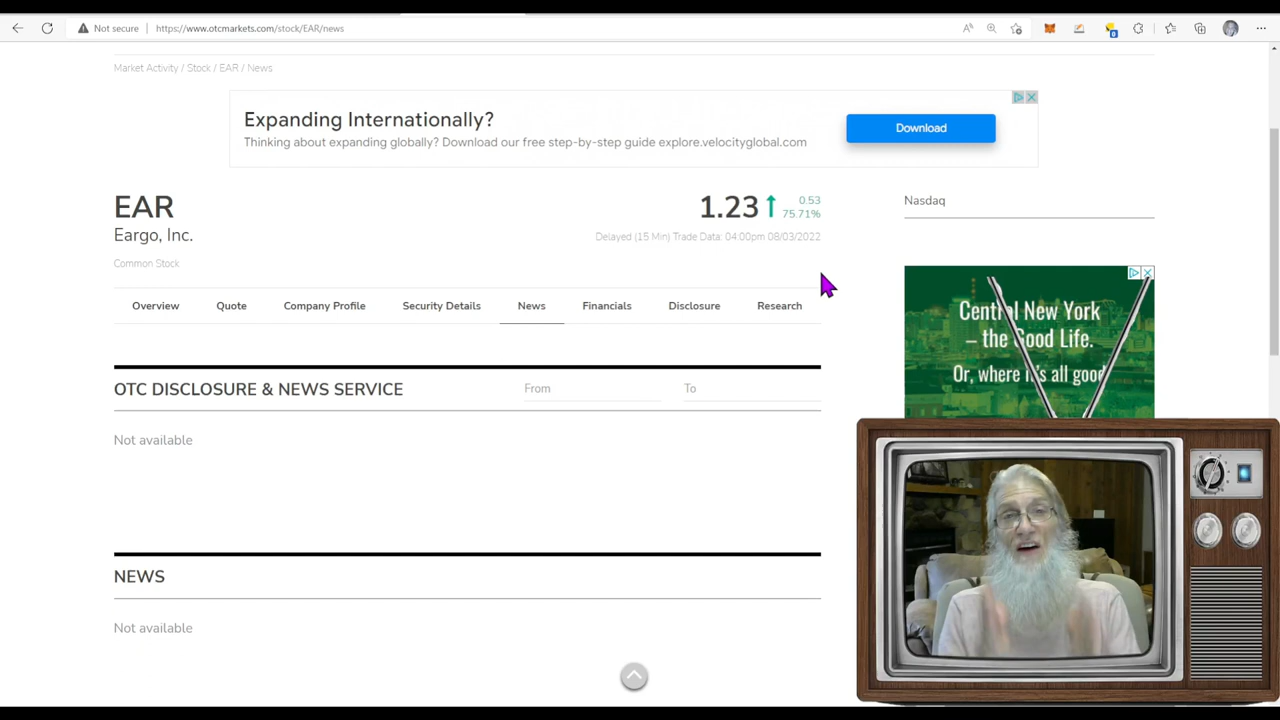 Not secure
https://www.otcmarkets.com/stock/EAR/news
Market Activity / Stock / EAR / News
Expanding Internationally?
Thinking about expanding globally? Download our free step-by-step guide explore.velocityglobal.com
Download
EAR
Eargo, Inc.
Common Stock
1.23
0.53
75.71%
Delayed (15 Min) Trade Data: 04:00pm 08/03/2022
Nasdaq
Overview
Quote
Company Profile
Security Details
News
Financials
Disclosure
Research
Central New York
– the Good Life.
Or, where it's all good
OTC DISCLOSURE & NEWS SERVICE
From
To
Not available
NEWS
Not available